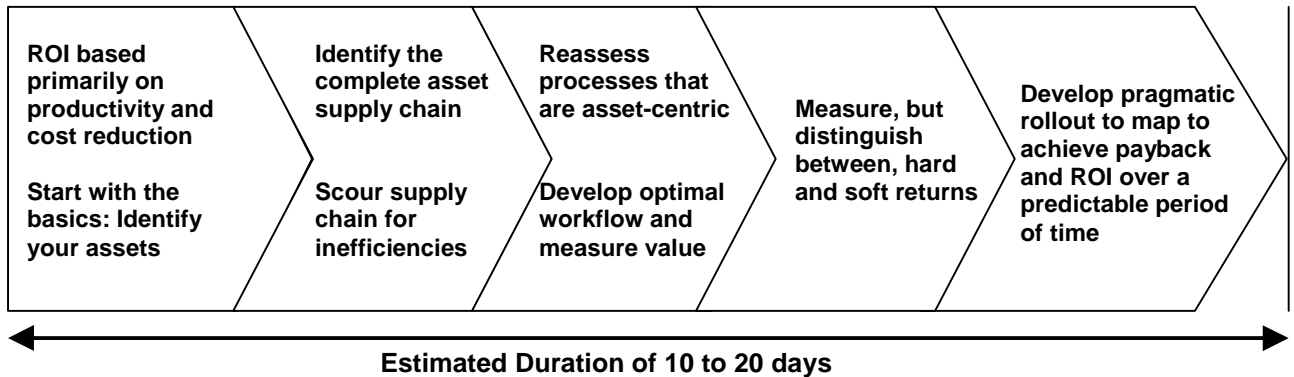 ROI based
primarily on
productivity and
cost reduction
Start with the
basics: Identify
your assets
Identify the
complete asset
supply chain
Scour supply
chain for
inefficiencies
Reassess
processes that
are asset-centric
Develop optimal
workflow and
measure value
Measure, but
distinguish
between, hard
and soft returns
Develop pragmatic
rollout to map to
achieve payback
and ROI over a
predictable period
of time
Estimated Duration of 10 to 20 days